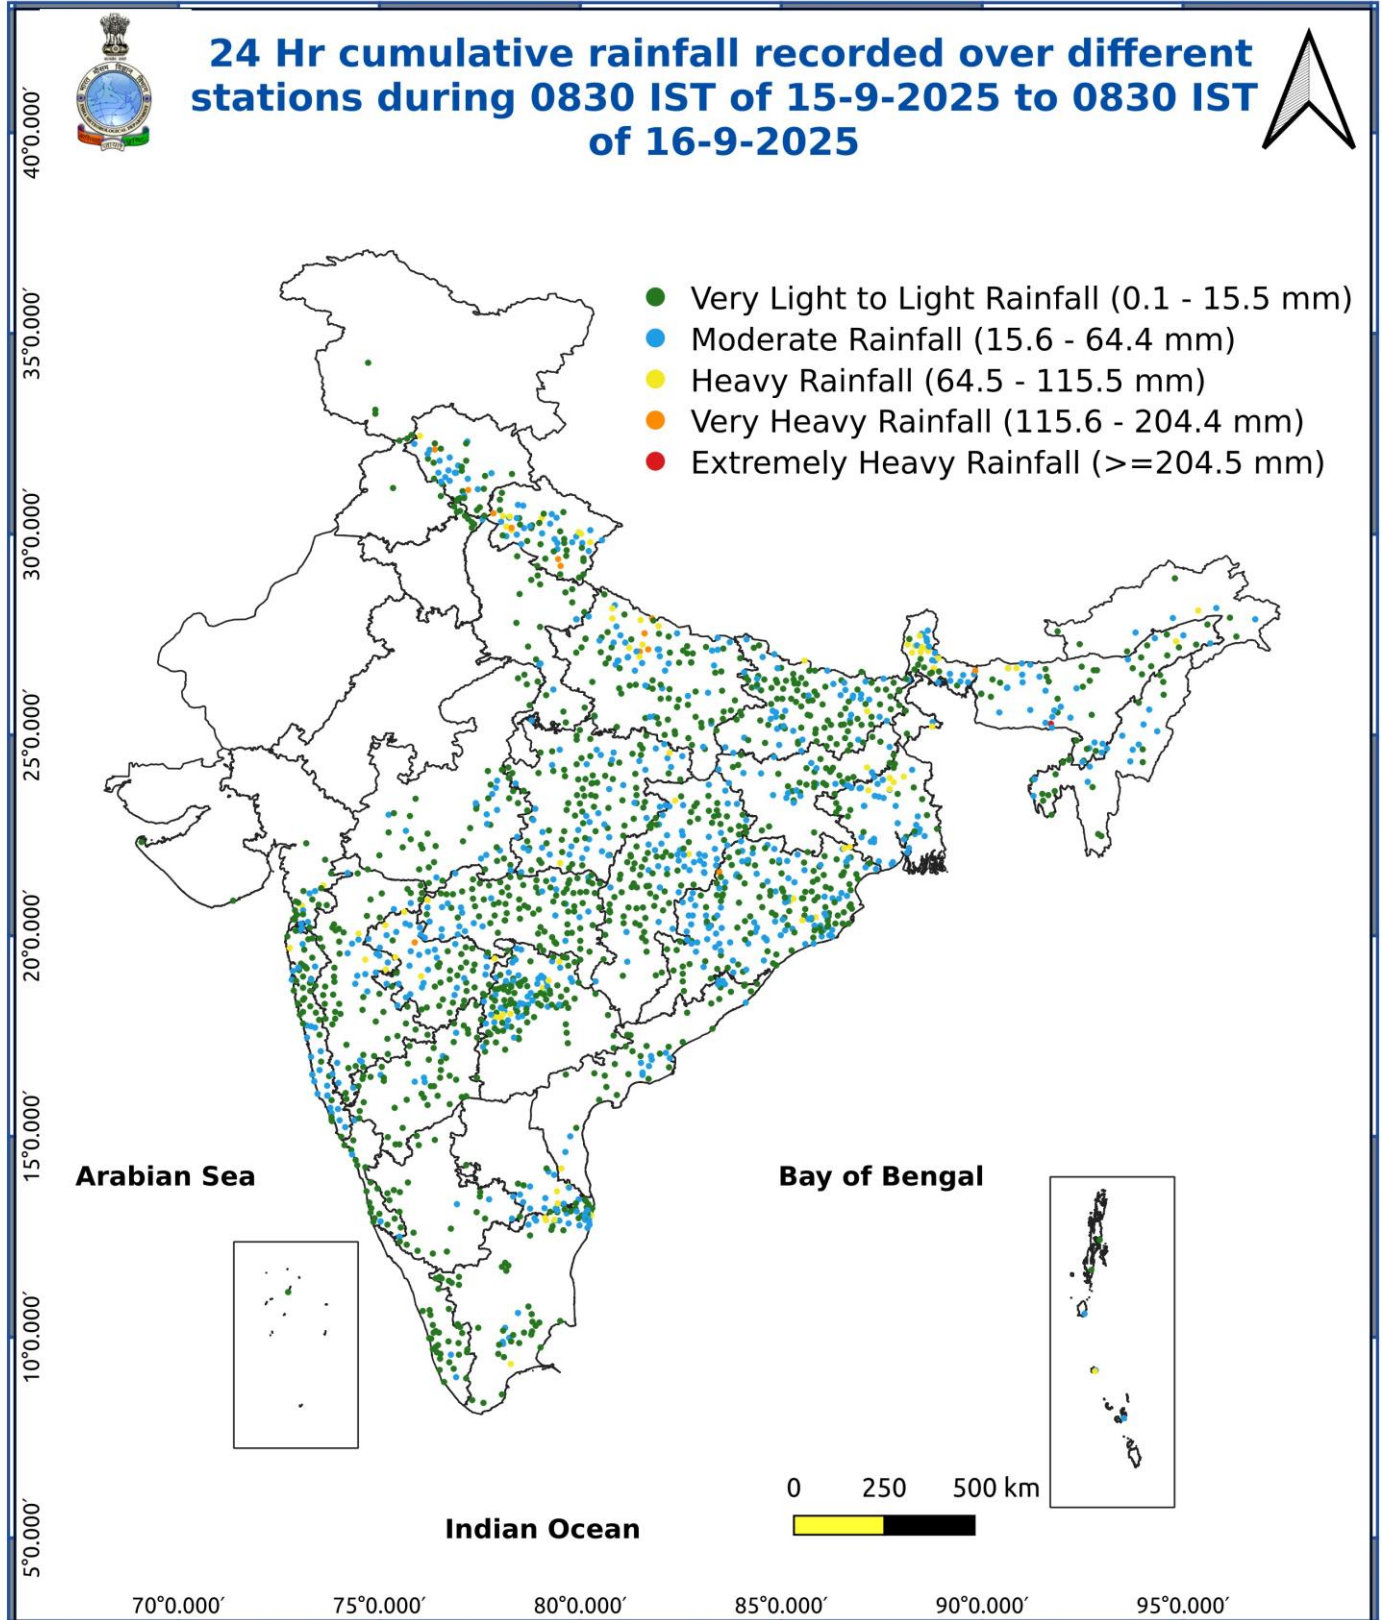 24 Hr cumulative rainfall recorded over different
stations during 0830 IST of 15-9-2025 to 0830 IST
of 16-9-2025
Very Light to Light Rainfall (0.1 - 15.5 mm)
Moderate Rainfall (15.6 - 64.4 mm)
Heavy Rainfall (64.5 - 115.5 mm)
Very Heavy Rainfall (115.6 - 204.4 mm)
Extremely Heavy Rainfall (>=204.5 mm)
40°0.000′
35°0.000′
30°0.000′
25°0.000′
20°0.000′
15°0.000′
10°0.000′
5°0.000′
Arabian Sea
Bay of Bengal
Indian Ocean
0 250 500 km
70°0.000′ 75°0.000′ 80°0.000′ 85°0.000′ 90°0.000′ 95°0.000′